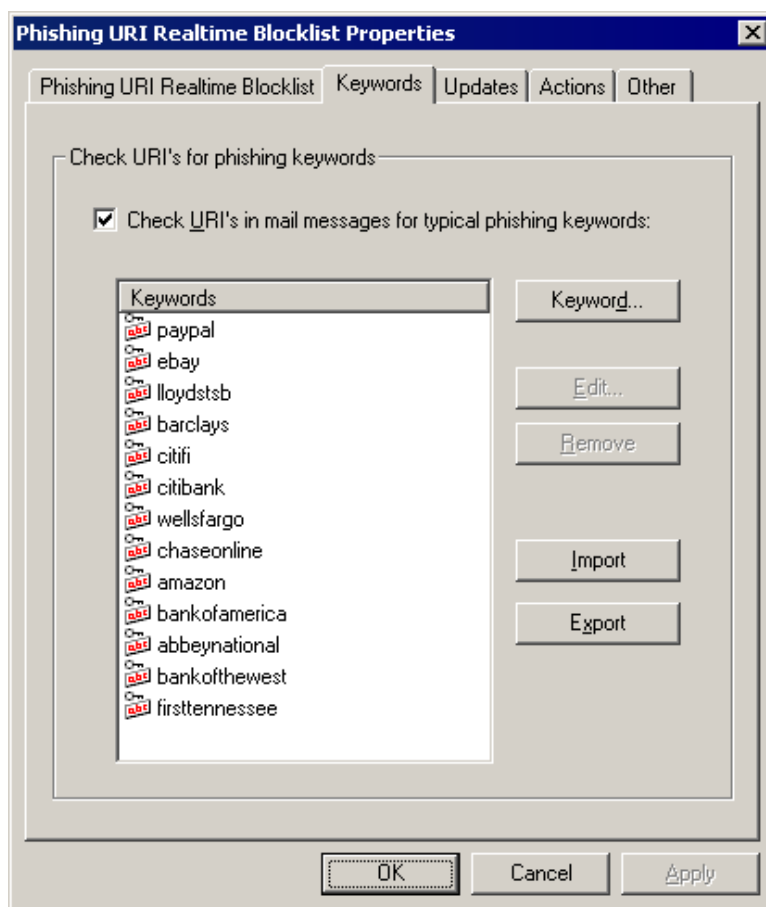 Phishing URI Realtime Blocklist Properties
Phishing URI Realtime Blocklist Keywords Updates Actions Other
Check URI's for phishing keywords
Check URI's in mail messages for typical phishing keywords:
Keywords
Keyword...
paypal
ebay
lloydstsb
Edit...
barclays
Remove
citifi
citibank
wellsfargo
chaseonline
Import
amazon
bankofamerica
Export
abbeynational
bankofthewest
firsttennessee
OK Cancel Apply